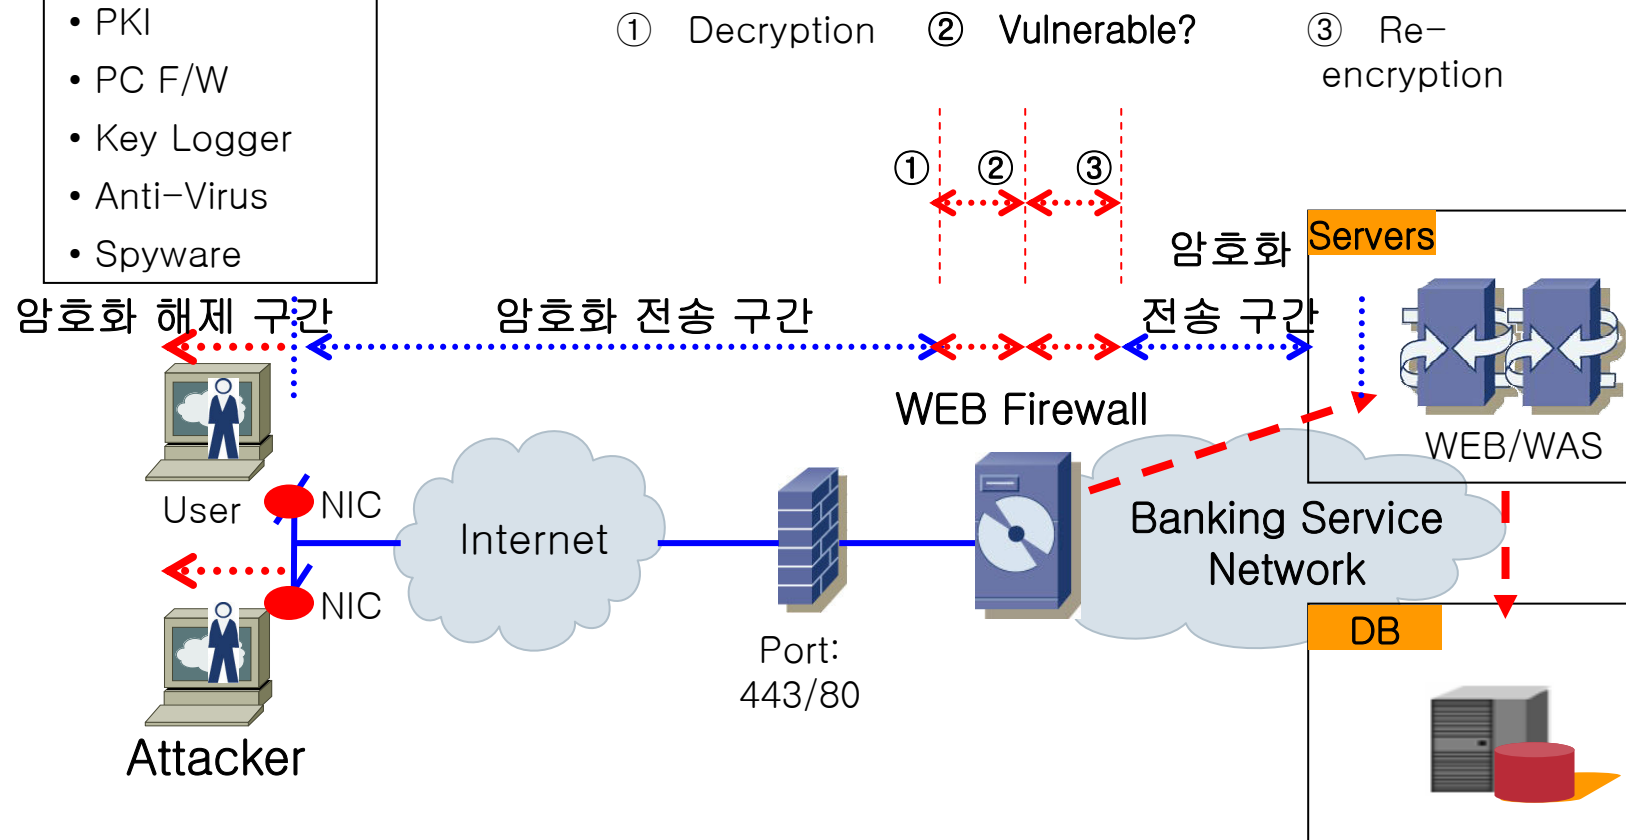 • PKI
• PC F/W
• Key Logger
• Anti-Virus
• Spyware
① Decryption
② Vulnerable?
③ Re-
encryption
① ② ③
암호화 해제 구간
암호화 전송 구간
암호화
전송 구간
Servers
WEB/WAS
WEB Firewall
User
NIC
NIC
Internet
Banking Service
Network
Port:
443/80
DB
Attacker